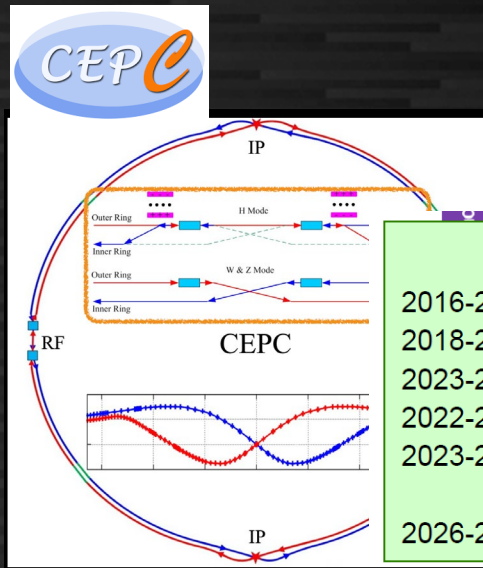 CEPC
IP
H Mode
Outer Ring
Inner Ring
W & Z Mode
Outer Ring
Inner Ring
RF
CEPC
IP
2016-2
2018-2
2023-2
2022-2
2023-2
2026-2